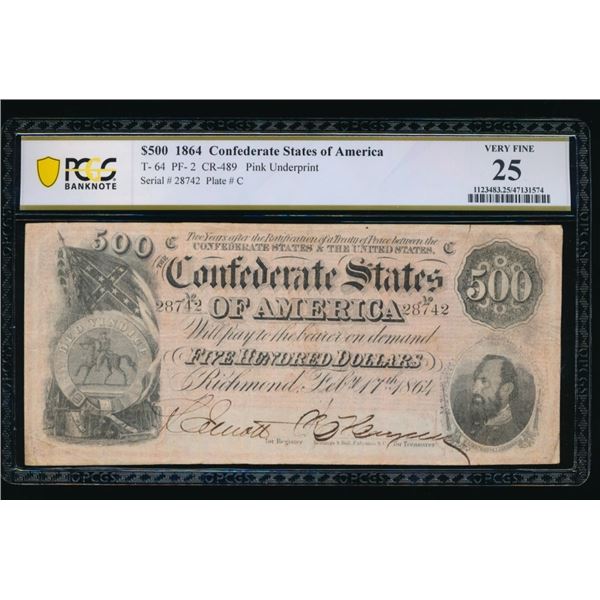 PCGS
BANKNOTE
$500 1864 Confederate States of America
T- 64 PF- 2 CR-489 Pink Underprint
Serial # 28742 Plate # C
VERY FINE
25
1123483.25/47131574
500 C Two Years after the Ratification of a Treaty of Peace between the C
CONFEDERATE STATES & THE UNITED STATES,
THE Confederate States 500
No 28742 OF AMERICA No 28742
Will pay to the bearer on demand
FIVE HUNDRED DOLLARS
Richmond, Feby. 17th, 1864
for Register
for Treasurer